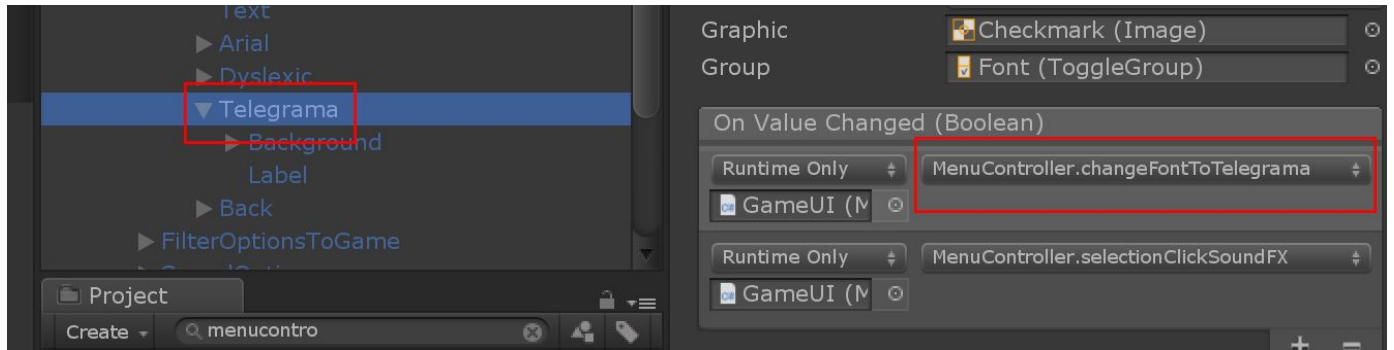 Text
Arial
Dyslexic
Telegrama
Background
Label
Back
FilterOptionsToGame
Project
Create
menucontro
Graphic
Checkmark (Image)
Group
Font (ToggleGroup)
On Value Changed (Boolean)
Runtime Only
MenuController.changeFontToTelegrama
GameUI (M
Runtime Only
MenuController.selectionClickSoundFX
GameUI (M